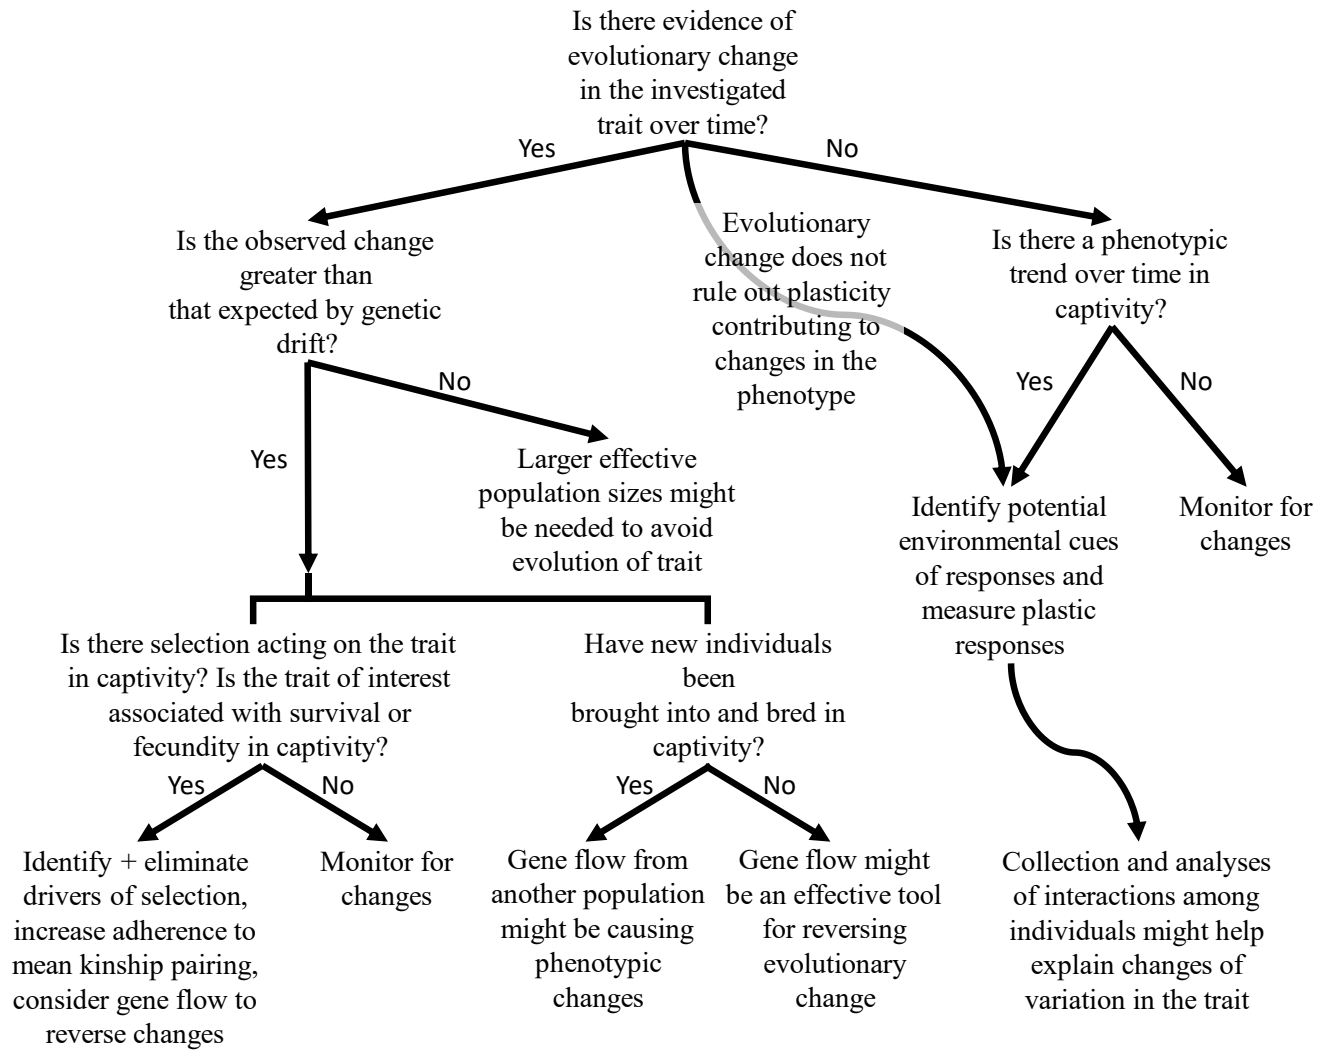 Is there evidence of
evolutionary change
in the investigated
trait over time?
Yes
No
Is the observed change
greater than
that expected by genetic
drift?
Evolutionary
change does not
rule out plasticity
contributing to
changes in the
phenotype
Is there a phenotypic
trend over time in
captivity?
Yes
No
Larger effective
population sizes might
be needed to avoid
evolution of trait
Yes
No
Identify potential
environmental cues
of responses and
measure plastic
responses
Monitor for
changes
Is there selection acting on the trait
in captivity? Is the trait of interest
associated with survival or
fecundity in captivity?
Have new individuals
been
brought into and bred in
captivity?
Yes
No
Yes
No
Identify + eliminate
drivers of selection,
increase adherence to
mean kinship pairing,
consider gene flow to
reverse changes
Monitor for
changes
Gene flow from
another population
might be causing
phenotypic
changes
Gene flow might
be an effective tool
for reversing
evolutionary
change
Collection and analyses
of interactions among
individuals might help
explain changes of
variation in the trait